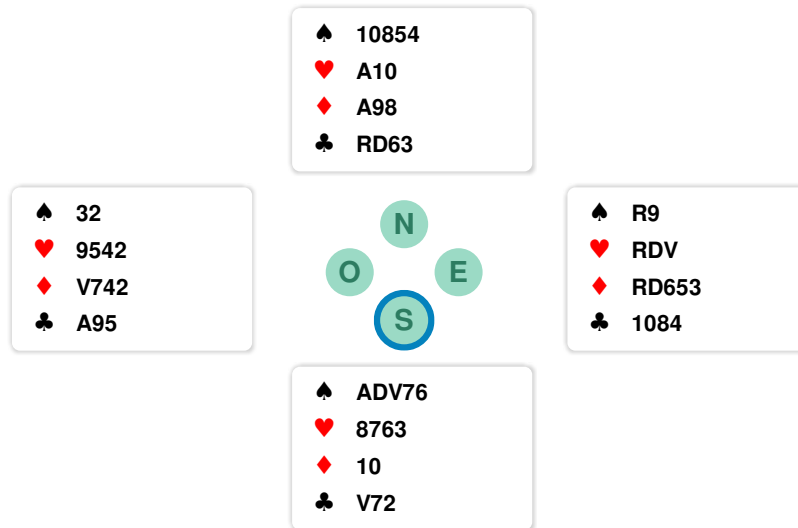 ♠ 10854
♥ A10
♦ A98
♣ RD63
♠ 32
♥ 9542
♦ V742
♣ A95
N
O E
S
♠ R9
♥ RDV
♦ RD653
♣ 1084
♠ ADV76
♥ 8763
♦ 10
♣ V72